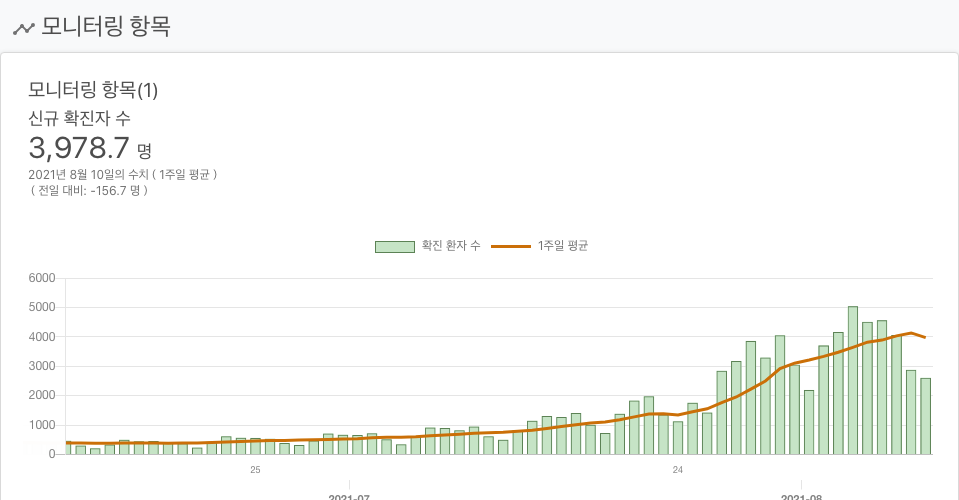 모니터링 항목
모니터링 항목(1)
신규 확진자 수
3,978.7 명
2021년 8월 10일의 수치 ( 1주일 평균 )
( 전일 대비: -156.7 명 )
확진 환자 수 1주일 평균
6000
5000
4000
3000
2000
1000
0
25 24
2021-07 2021-08